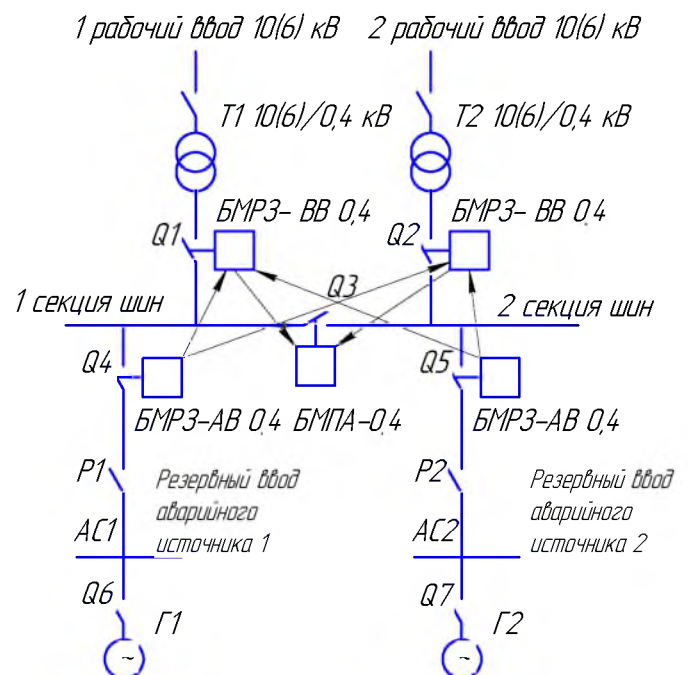 1 рабочий ввод 10(6) кВ
2 рабочий ввод 10(6) кВ
Т1 10(6)/0,4 кВ
Т2 10(6)/0,4 кВ
БМРЗ- ВВ 0,4
БМРЗ- ВВ 0,4
Q1
Q2
Q3
1 секция шин
2 секция шин
Q4
Q5
БМРЗ-АВ 0,4
БМПА-0,4
БМРЗ-АВ 0,4
Р1
Резервный ввод
аварийного
источника 1
Р2
Резервный ввод
аварийного
источника 2
АС1
АС2
Q6
Г1
Q7
Г2
~
~